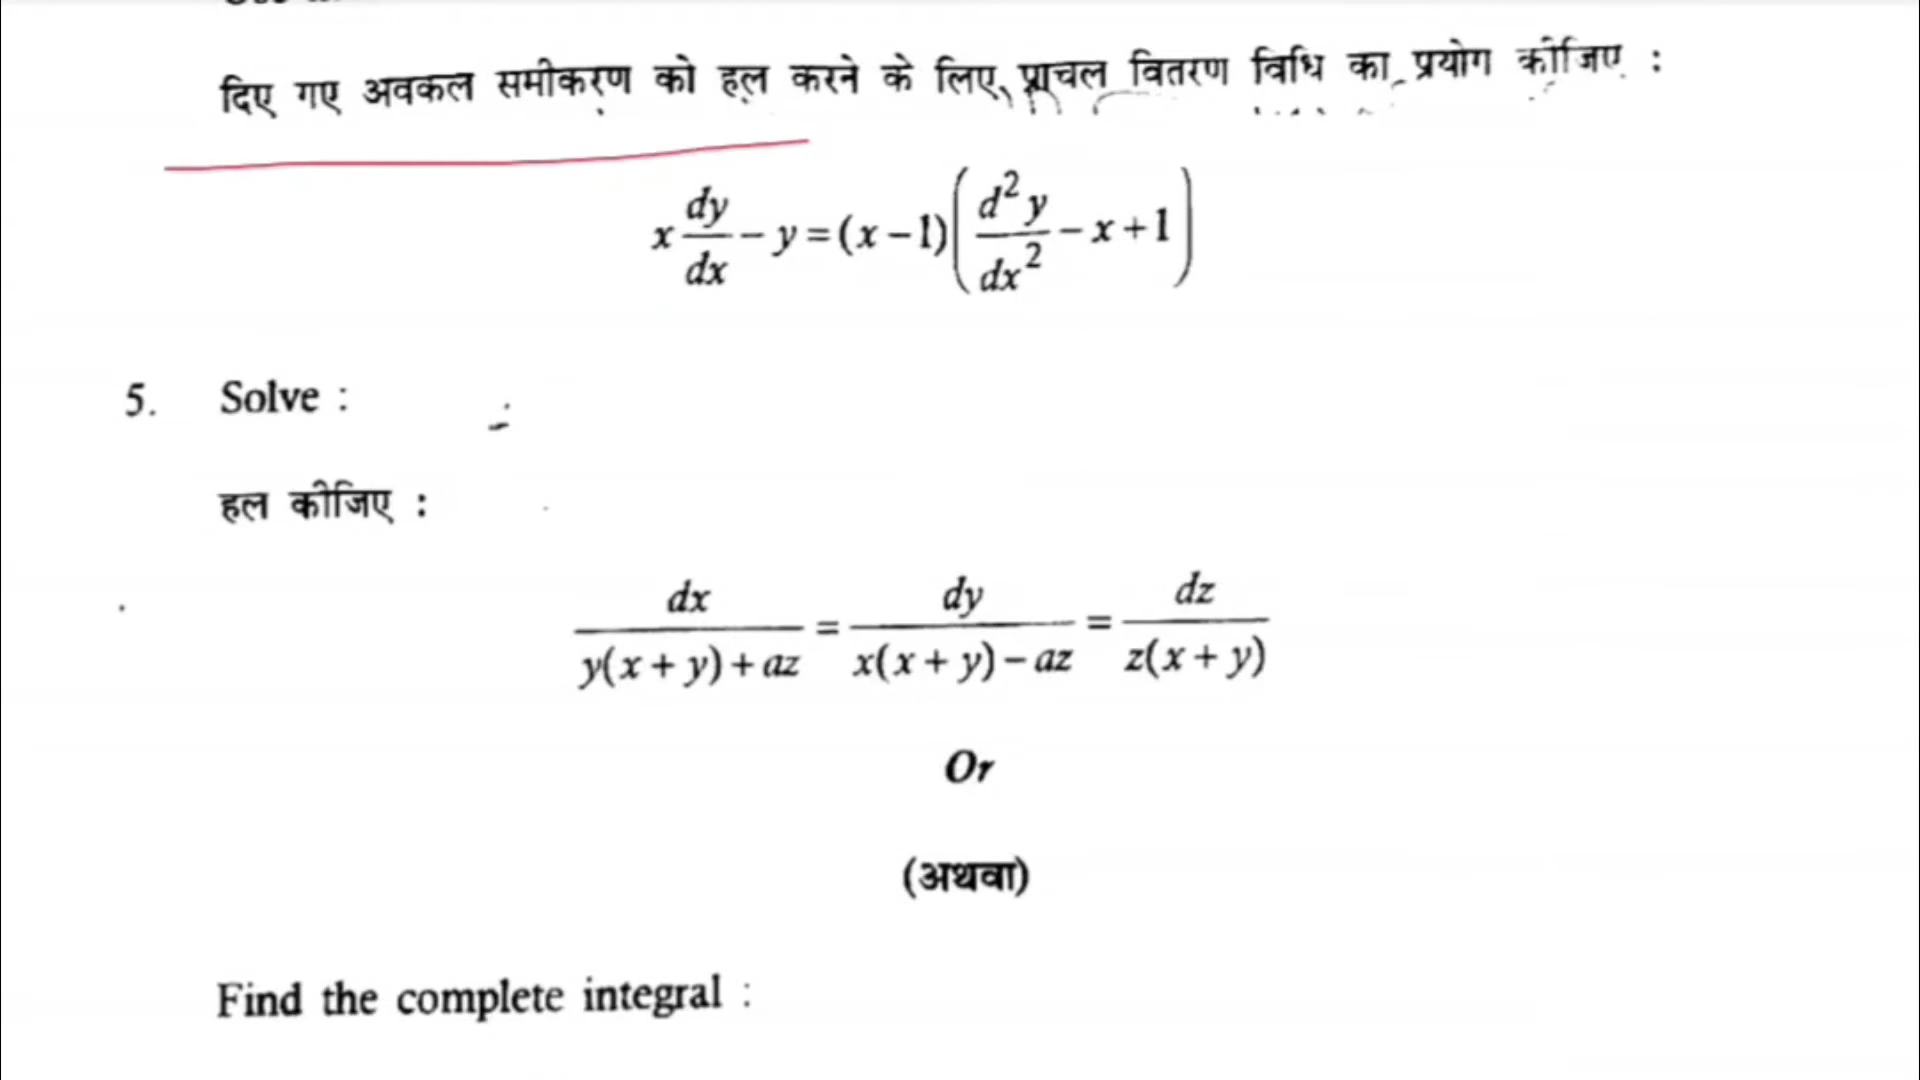 दिए गए अवकल समीकरण को हल करने के लिए, प्राचल वितरण विधि का प्रयोग कीजिए :
x dy/dx − y = (x − 1)(d²y/dx² − x + 1)
5. Solve :
हल कीजिए :
dx/(y(x + y) + az) = dy/(x(x + y) − az) = dz/(z(x + y))
Or
(अथवा)
Find the complete integral :